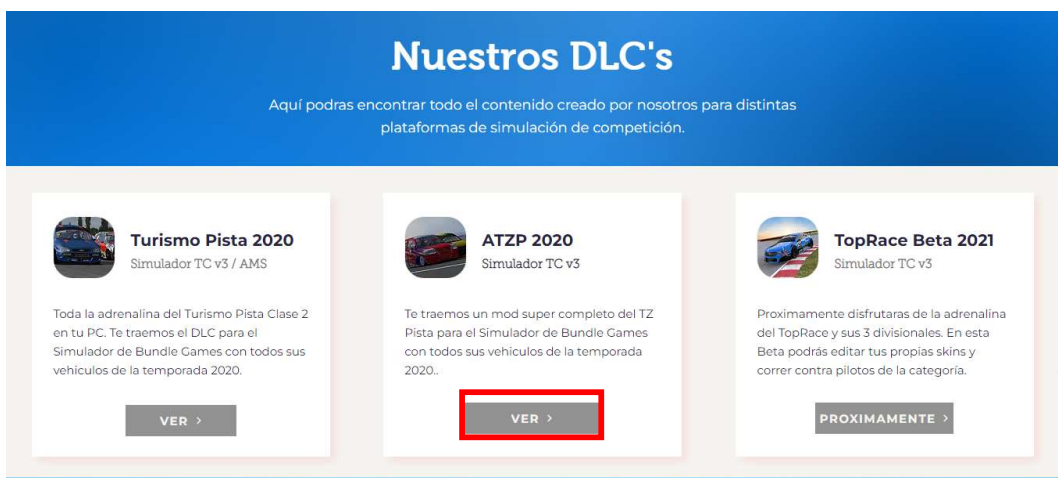 Nuestros DLC's
Aquí podras encontrar todo el contenido creado por nosotros para distintas
plataformas de simulación de competición.
Turismo Pista 2020
Simulador TC v3 / AMS
Toda la adrenalina del Turismo Pista Clase 2
en tu PC. Te traemos el DLC para el
Simulador de Bundle Games con todos sus
vehiculos de la temporada 2020.
VER >
ATZP 2020
Simulador TC v3
Te traemos un mod super completo del TZ
Pista para el Simulador de Bundle Games
con todos sus vehiculos de la temporada
2020..
VER >
TopRace Beta 2021
Simulador TC v3
Proximamente disfrutaras de la adrenalina
del TopRace y sus 3 divisionales. En esta
Beta podrás editar tus propias skins y
correr contra pilotos de la categoría.
PROXIMAMENTE >